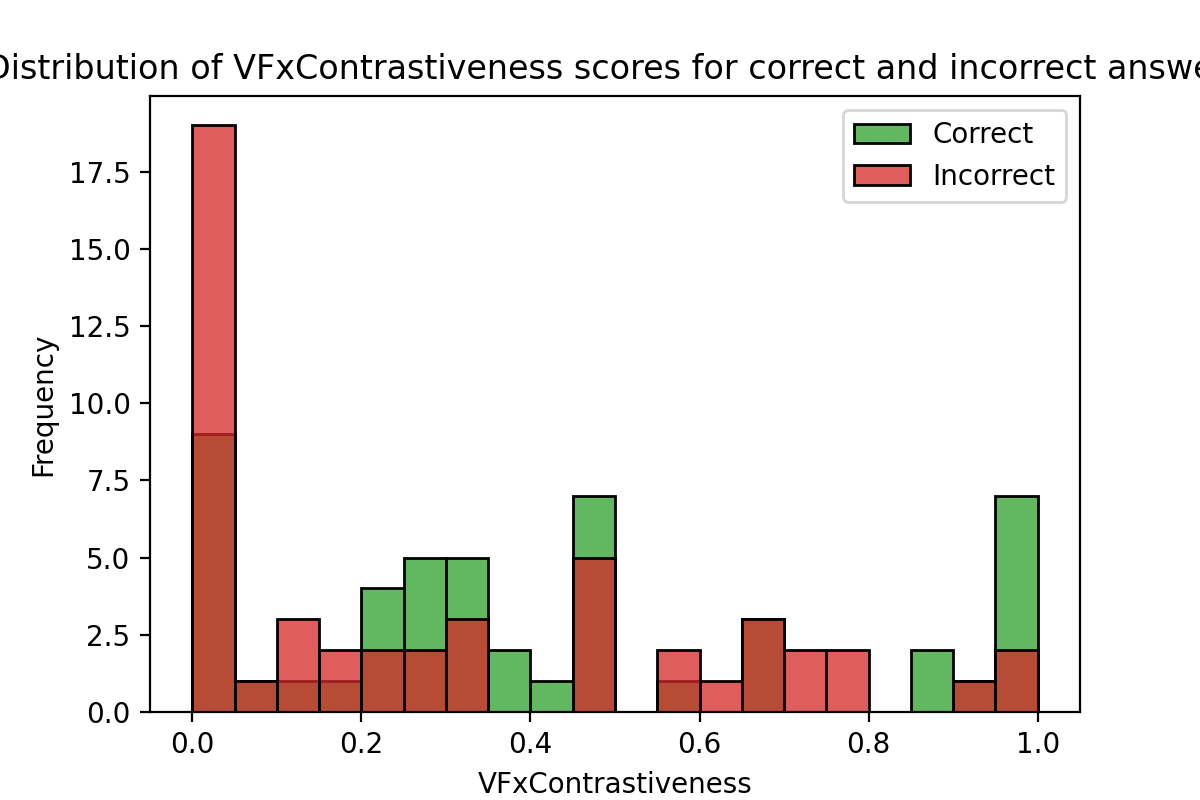 Distribution of VFxContrastiveness scores for correct and incorrect answe
Correct
Incorrect
17.5
15.0
12.5
10.0
7.5
5.0
2.5
0.0
Frequency
0.0 0.2 0.4 0.6 0.8 1.0
VFxContrastiveness